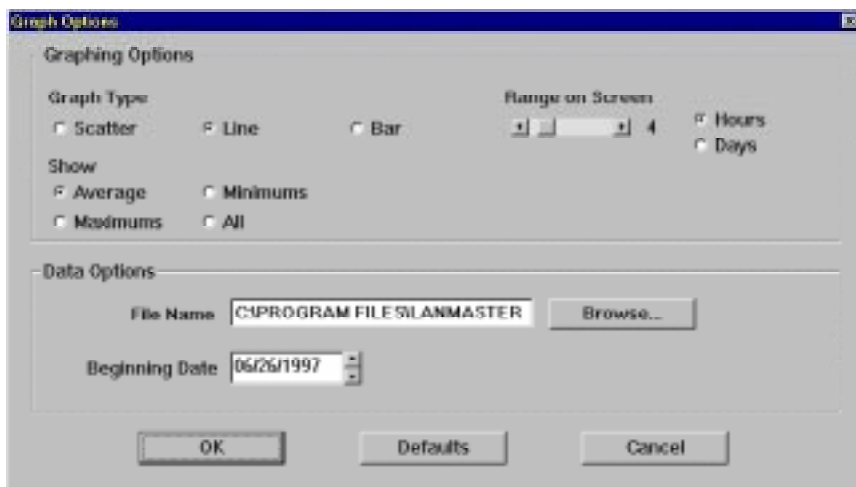 Graph Options
Graphing Options
Graph Type
Range on Screen
Scatter Line Bar
4
Hours
Days
Show
Average Minimums
Maximums All
Data Options
File Name C:\PROGRAM FILES\LANMASTER Browse...
Beginning Date 06/26/1997
OK Defaults Cancel